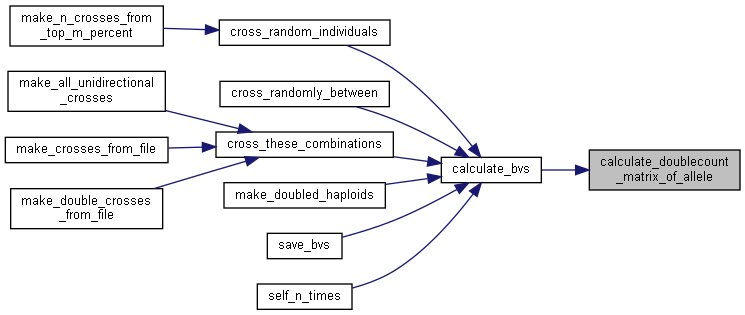 make_n_crosses_from
_top_m_percent
cross_random_individuals
make_all_unidirectional
_crosses
cross_randomly_between
make_crosses_from_file
cross_these_combinations
calculate_bvs
calculate_doublecount
_matrix_of_allele
make_double_crosses
_from_file
make_doubled_haploids
save_bvs
self_n_times